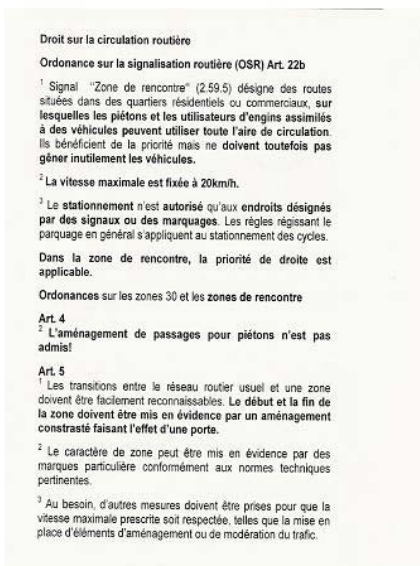 Droit sur la circulation routière
Ordonance sur la signalisation routière (OSR) Art. 22b
¹ Signal "Zone de rencontre" (2.59.5) désigne des routes
situées dans des quartiers résidentiels ou commerciaux, sur
lesquelles les piétons et les utilisateurs d'engins assimilés
à des véhicules peuvent utiliser toute l'aire de circulation.
Ils bénéficient de la priorité mais ne doivent toutefois pas
gêner inutilement les véhicules.
² La vitesse maximale est fixée à 20km/h.
³ Le stationnement n'est autorisé qu'aux endroits désignés
par des signaux ou des marquages. Les règles régissant le
parquage en général s'appliquent au stationnement des cycles.
Dans la zone de rencontre, la priorité de droite est
applicable.
Ordonances sur les zones 30 et les zones de rencontre
Art. 4
² L'aménagement de passages pour piétons n'est pas
admis!
Art. 5
¹ Les transitions entre le réseau routier usuel et une zone
doivent être facilement reconnaissables. Le début et la fin de
la zone doivent être mis en évidence par un aménagement
constrasté faisant l'effet d'une porte.
² Le caractère de zone peut être mis en évidence par des
marques particulière conformément aux normes techniques
pertinentes.
³ Au besoin, d'autres mesures doivent être prises pour que la
vitesse maximale prescrite soit respectée, telles que la mise en
place d'éléments d'aménagement ou de modération du trafic.